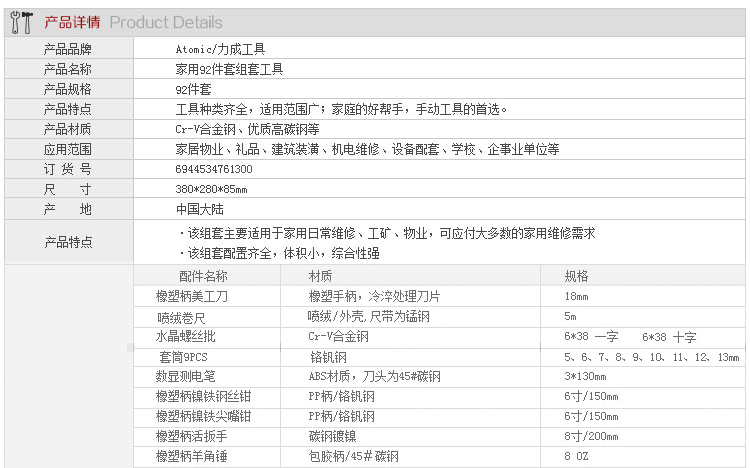 产品详情 Product Details
产品品牌 Atomic/力成工具
产品名称 家用92件套组套工具
产品规格 92件套
产品特点 工具种类齐全，适用范围广；家庭的好帮手，手动工具的首选。
产品材质 Cr-V合金钢、优质高碳钢等
应用范围 家居物业、礼品、建筑装潢、机电维修、设备配套、学校、企事业单位等
订 货 号 6944534761300
尺 寸 380*280*85mm
产 地 中国大陆
产品特点 ·该组套主要适用于家用日常维修、工矿、物业，可应付大多数的家用维修需求
·该组套配置齐全，体积小，综合性强
配件名称 材质 规格
橡塑柄美工刀 橡塑手柄，冷淬处理刀片 18mm
喷绒卷尺 喷绒/外壳，尺带为锰钢 5m
水晶螺丝批 Cr-V合金钢 6*38 一字 6*38 十字
套筒9PCS 铬钒钢 5、6、7、8、9、10、11、12、13mm
数显测电笔 ABS材质，刀头为45#碳钢 3*130mm
橡塑柄镍铁钢丝钳 PP柄/铬钒钢 6寸/150mm
橡塑柄镍铁尖嘴钳 PP柄/铬钒钢 6寸/150mm
橡塑柄活扳手 碳钢镀镍 8寸/200mm
橡塑柄羊角锤 包胶柄/45＃碳钢 8 OZ